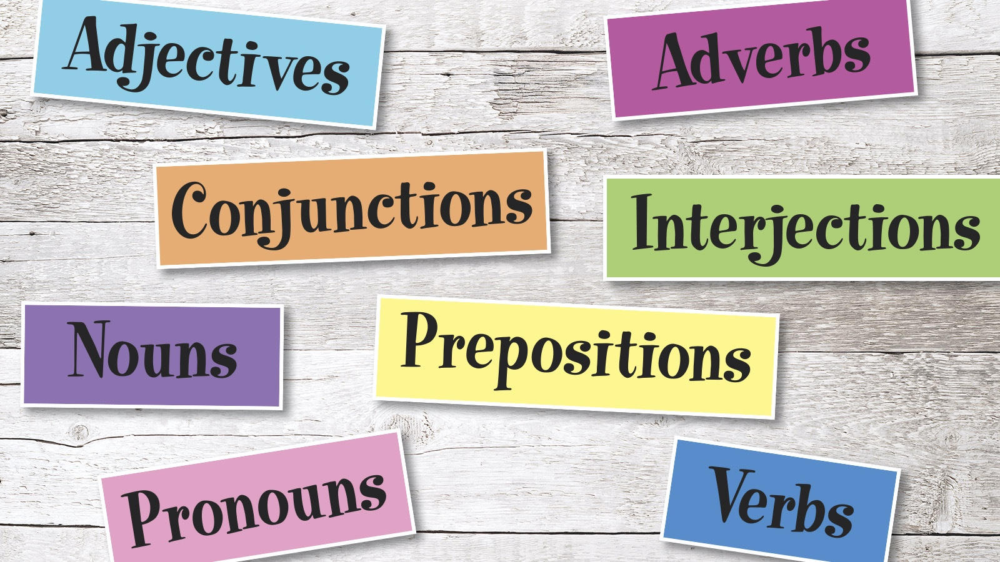 Adjectives
Adverbs
Conjunctions
Interjections
Nouns
Prepositions
Pronouns
Verbs